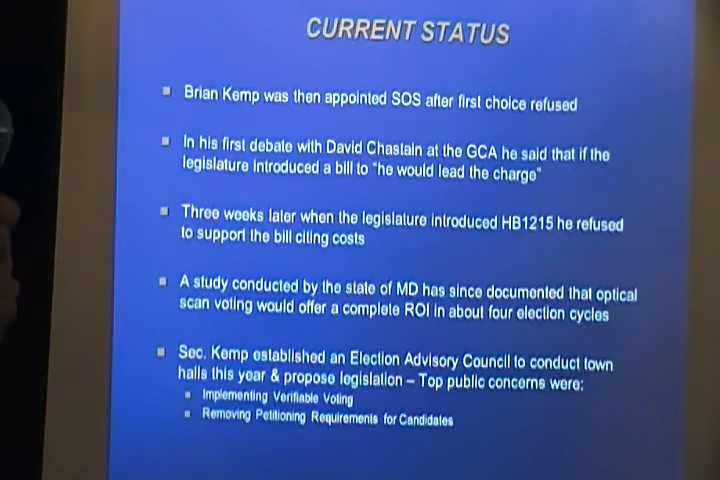 CURRENT STATUS
Brian Kemp was then appointed SOS after first choice refused
In his first debate with David Chastain at the GCA he said that if the
legislature introduced a bill to "he would lead the charge"
Three weeks later when the legislature introduced HB1215 he refused
to support the bill citing costs
A study conducted by the state of MD has since documented that optical
scan voting would offer a complete ROI in about four election cycles
Sec. Kemp established an Election Advisory Council to conduct town
halls this year & propose legislation – Top public concerns were:
Implementing Verifiable Voting
Removing Petitioning Requirements for Candidates